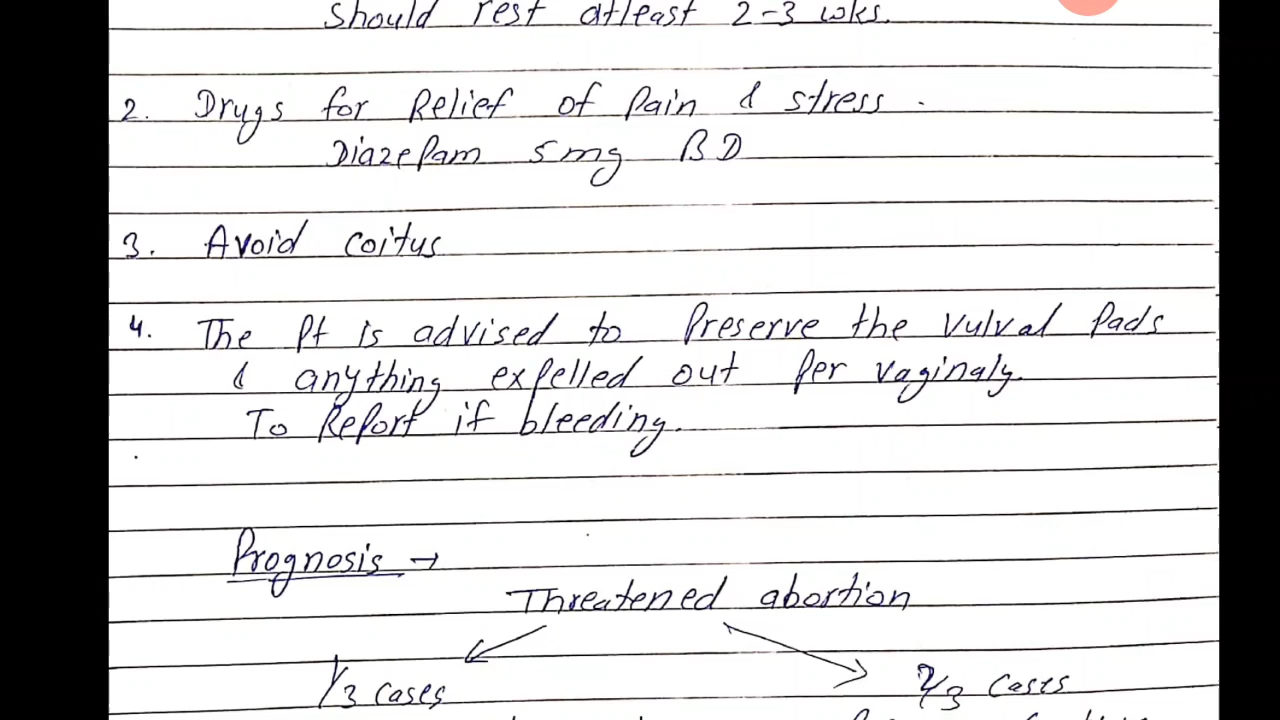 should rest atleast 2-3 wks.
2. Drugs for Relief of Pain & stress.
Diazepam 5mg BD
3. Avoid coitus
4. The Pt is advised to Preserve the vulval Pads
& anything expelled out Per vaginaly.
To Report if bleeding.
Prognosis →
Threatened abortion
1/3 cases
2/3 cases